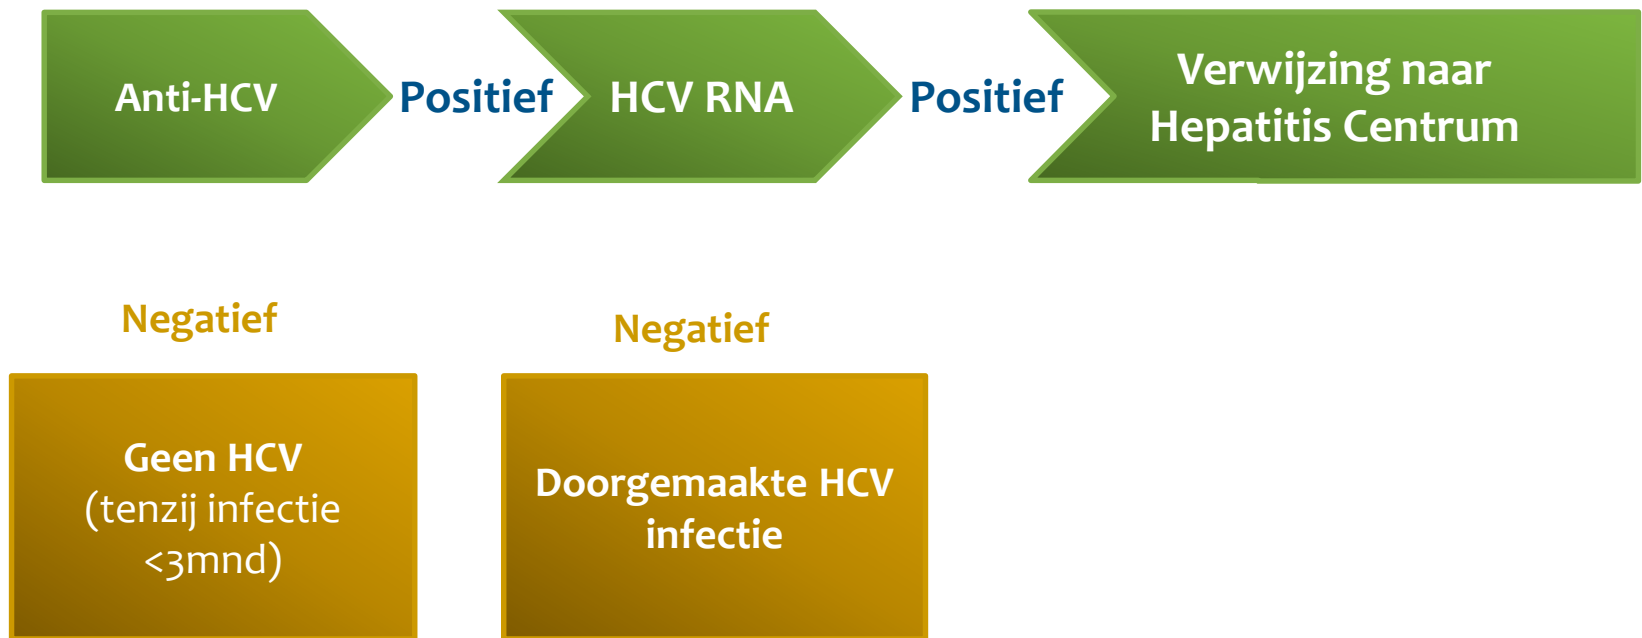 Anti-HCV
Positief
HCV RNA
Positief
Verwijzing naar
Hepatitis Centrum
Negatief
Negatief
Geen HCV
(tenzij infectie
<3mnd)
Doorgemaakte HCV
infectie